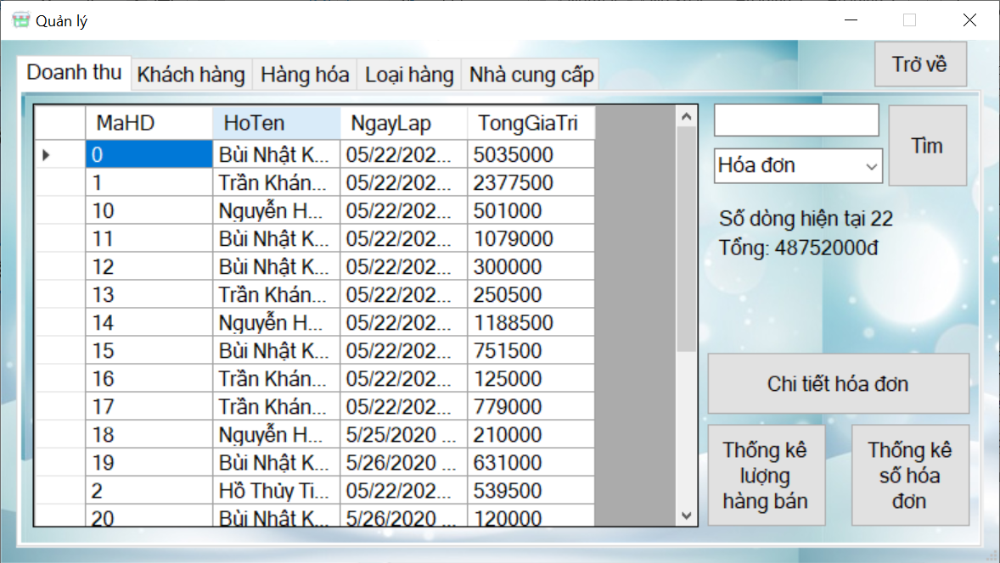 Quản lý
Doanh thu Khách hàng Hàng hóa Loại hàng Nhà cung cấp Trở về
MaHD HoTen NgayLap TongGiaTri
0 Bùi Nhật K... 05/22/202... 5035000
1 Trần Khán... 05/22/202... 2377500
10 Nguyễn H... 05/22/202... 501000
11 Bùi Nhật K... 05/22/202... 1079000
12 Bùi Nhật K... 05/22/202... 300000
13 Trần Khán... 05/22/202... 250500
14 Nguyễn H... 05/22/202... 1188500
15 Bùi Nhật K... 05/22/202... 751500
16 Trần Khán... 05/22/202... 125000
17 Trần Khán... 05/22/202... 779000
18 Nguyễn H... 5/25/2020 ... 210000
19 Bùi Nhật K... 5/26/2020 ... 631000
2 Hồ Thủy Ti... 05/22/202... 539500
20 Bùi Nhật K... 5/26/2020 ... 120000
Tìm
Hóa đơn
Số dòng hiện tại 22
Tổng: 48752000đ
Chi tiết hóa đơn
Thống kê
lượng
hàng bán
Thống kê
số hóa
đơn